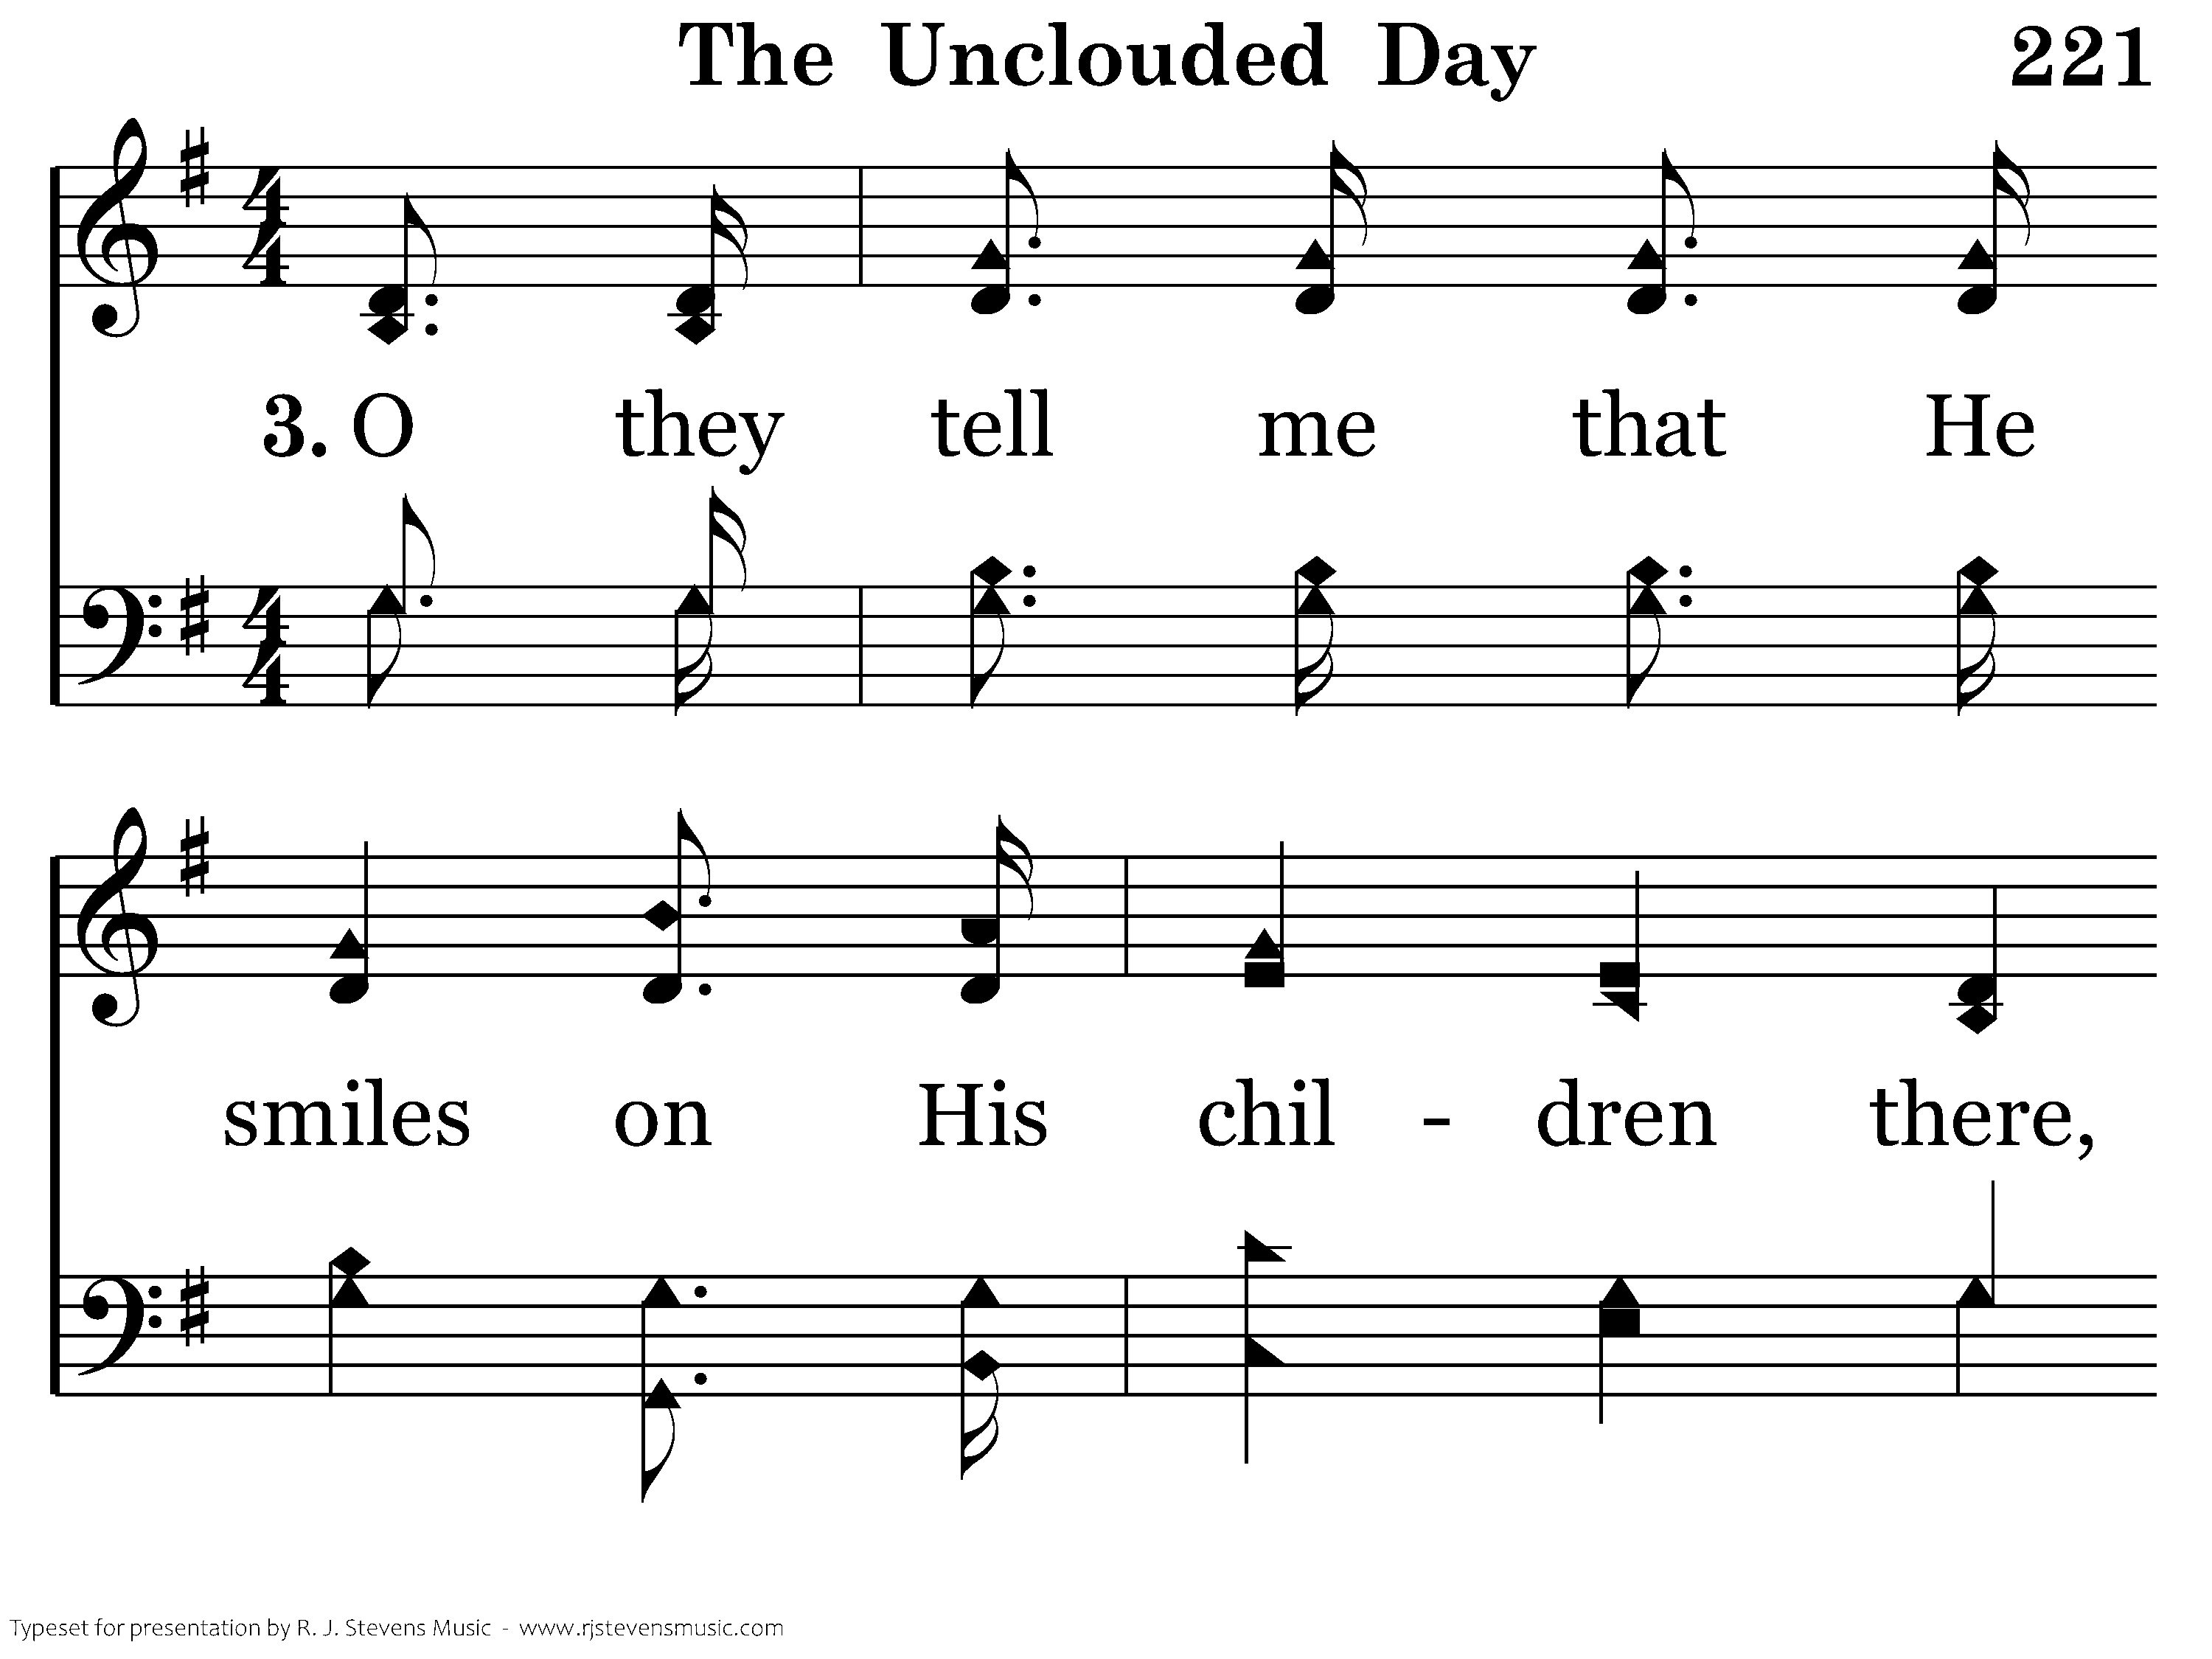 The Unclouded Day 221
3. O they tell me that He
smiles on His chil - dren there,
Typeset for presentation by R. J. Stevens Music - www.rjstevensmusic.com